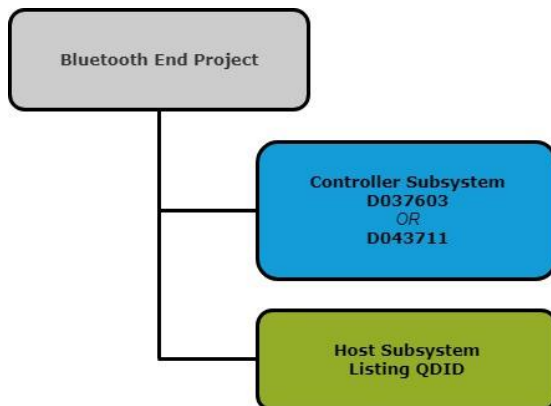 Bluetooth End Project
Controller Subsystem
D037603
OR
D043711
Host Subsystem
Listing QDID